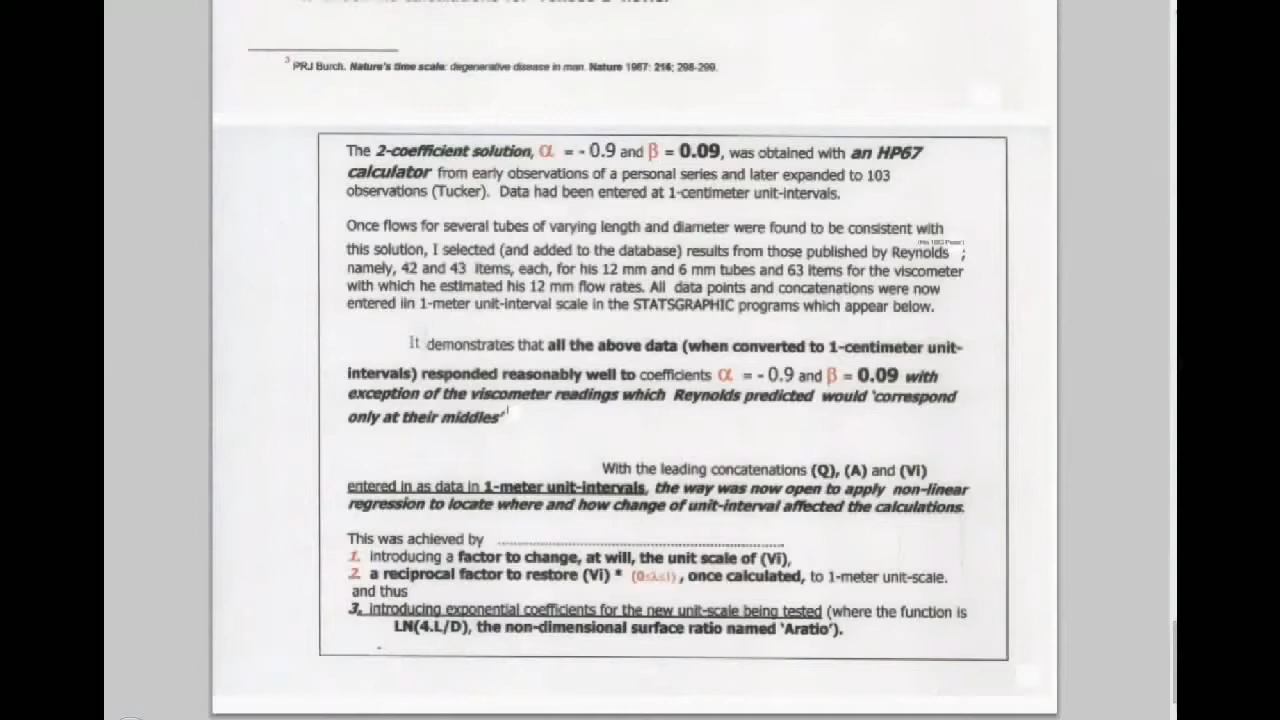 3 PRJ Burch. Nature's time scale: degenerative disease in man. Nature 1967: 214; 298-299.
The 2-coefficient solution, α = - 0.9 and β = 0.09, was obtained with an HP67
calculator from early observations of a personal series and later expanded to 103
observations (Tucker). Data had been entered at 1-centimeter unit-intervals.
Once flows for several tubes of varying length and diameter were found to be consistent with
this solution, I selected (and added to the database) results from those published by Reynolds ;
namely, 42 and 43 items, each, for his 12 mm and 6 mm tubes and 63 items for the viscometer
with which he estimated his 12 mm flow rates. All data points and concatenations were now
entered iin 1-meter unit-interval scale in the STATSGRAPHIC programs which appear below.
It demonstrates that all the above data (when converted to 1-centimeter unit-
intervals) responded reasonably well to coefficients α = - 0.9 and β = 0.09 with
exception of the viscometer readings which Reynolds predicted would 'correspond
only at their middles'
With the leading concatenations (Q), (A) and (Vi)
entered in as data in 1-meter unit-intervals, the way was now open to apply non-linear
regression to locate where and how change of unit-interval affected the calculations.
This was achieved by ................................................................
1. introducing a factor to change, at will, the unit scale of (Vi),
2. a reciprocal factor to restore (Vi) * (0≤λ≤1), once calculated, to 1-meter unit-scale.
and thus
3. introducing exponential coefficients for the new unit-scale being tested (where the function is
LN(4.L/D), the non-dimensional surface ratio named 'Aratio').